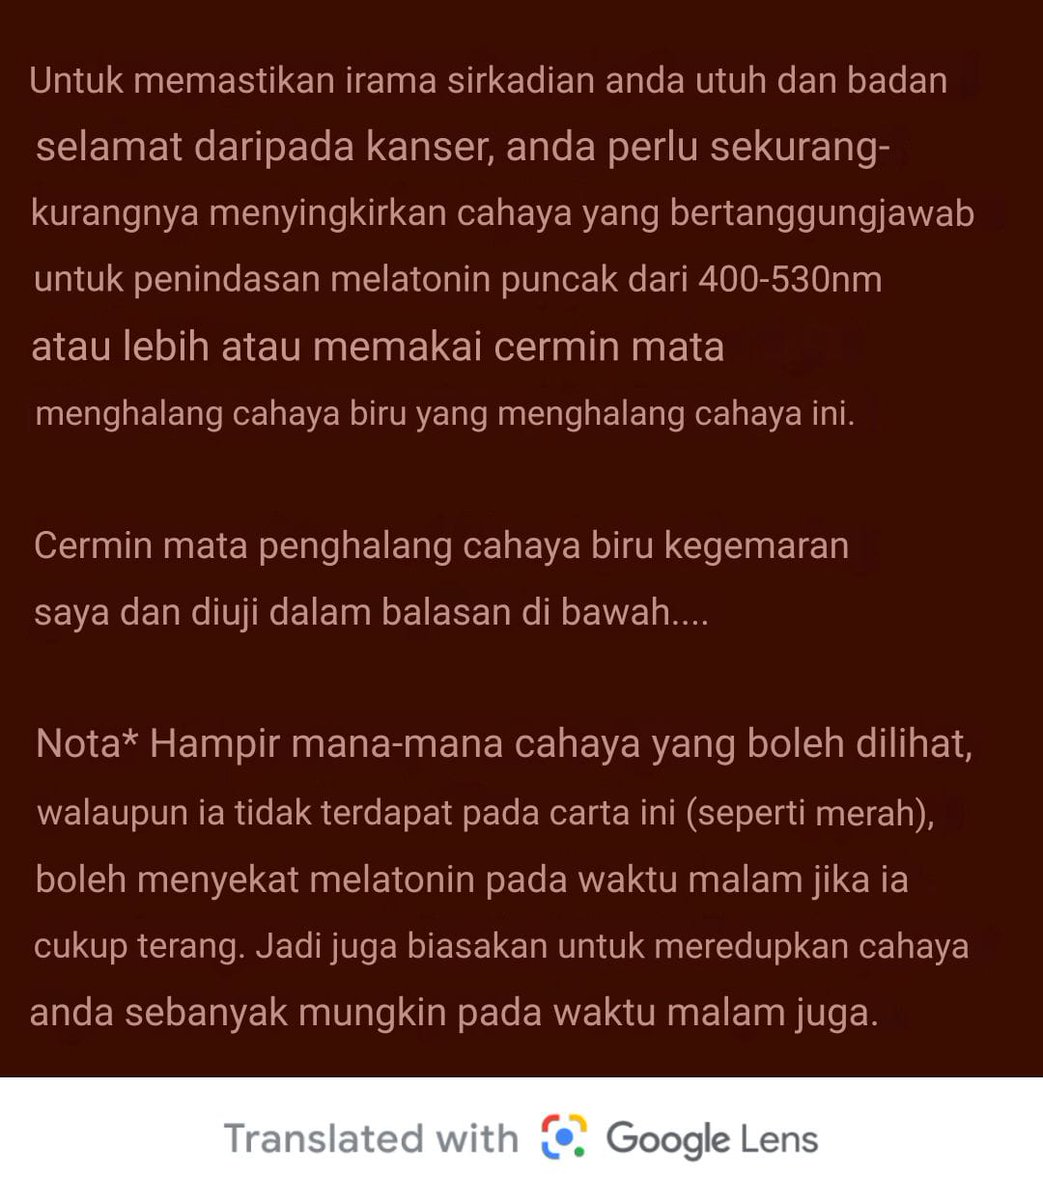 Untuk memastikan irama sirkadian anda utuh dan badan
selamat daripada kanser, anda perlu sekurang-
kurangnya menyingkirkan cahaya yang bertanggungjawab
untuk penindasan melatonin puncak dari 400-530nm
atau lebih atau memakai cermin mata
menghalang cahaya biru yang menghalang cahaya ini.
Cermin mata penghalang cahaya biru kegemaran
saya dan diuji dalam balasan di bawah....
Nota* Hampir mana-mana cahaya yang boleh dilihat,
walaupun ia tidak terdapat pada carta ini (seperti merah),
boleh menyekat melatonin pada waktu malam jika ia
cukup terang. Jadi juga biasakan untuk meredupkan cahaya
anda sebanyak mungkin pada waktu malam juga.
Translated with Google Lens